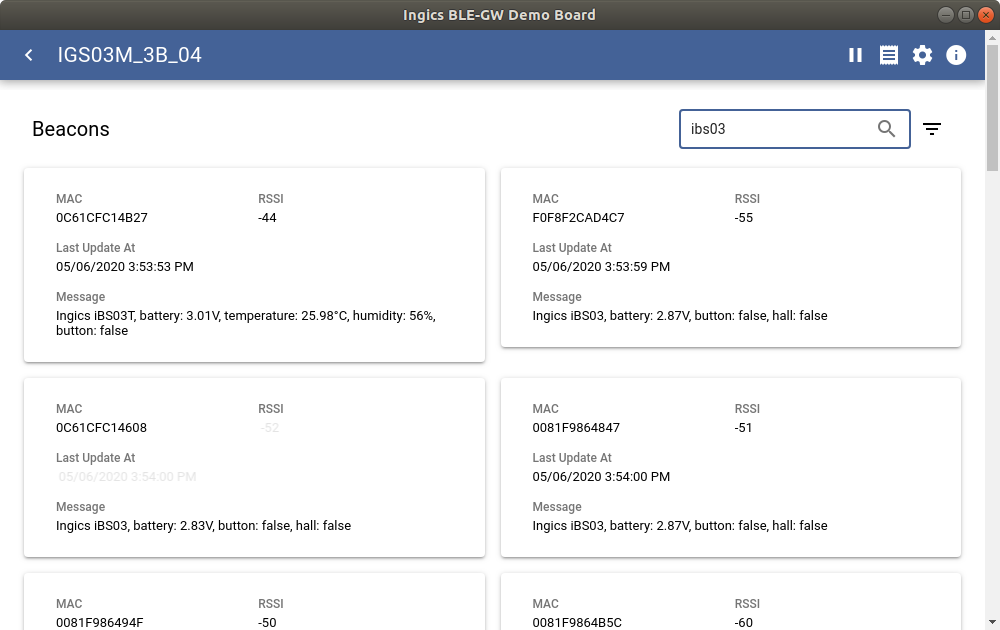 Ingics BLE-GW Demo Board
IGS03M_3B_04
Beacons
ibs03
MAC RSSI
0C61CFC14B27 -44
Last Update At
05/06/2020 3:53:53 PM
Message
Ingics iBS03T, battery: 3.01V, temperature: 25.98°C, humidity: 56%,
button: false
MAC RSSI
F0F8F2CAD4C7 -55
Last Update At
05/06/2020 3:53:59 PM
Message
Ingics iBS03, battery: 2.87V, button: false, hall: false
MAC RSSI
0C61CFC14608 -52
Last Update At
05/06/2020 3:54:00 PM
Message
Ingics iBS03, battery: 2.83V, button: false, hall: false
MAC RSSI
0081F9864847 -51
Last Update At
05/06/2020 3:54:00 PM
Message
Ingics iBS03, battery: 2.87V, button: false, hall: false
MAC RSSI
0081F986494F -50
MAC RSSI
0081F9864B5C -60